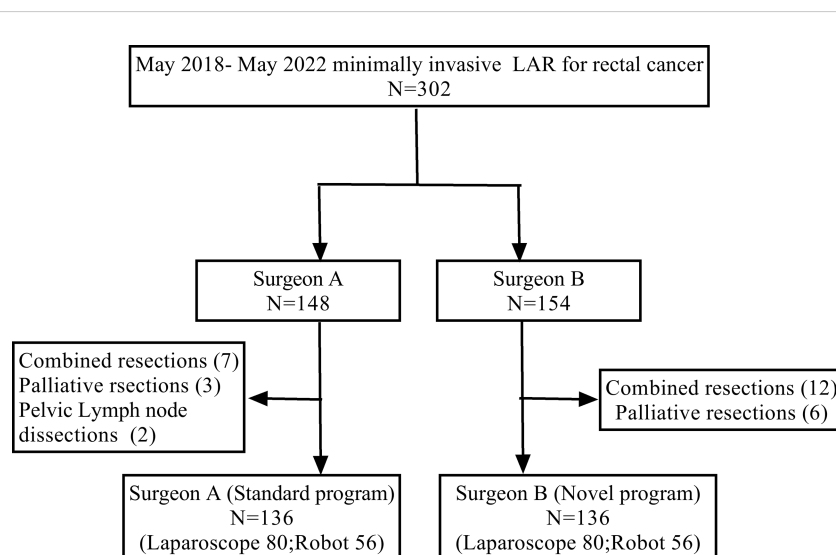 May 2018- May 2022 minimally invasive LAR for rectal cancer
N=302
Surgeon A
N=148
Surgeon B
N=154
Combined resections (7)
Palliative rsections (3)
Pelvic Lymph node
dissections (2)
Combined resections (12)
Palliative resections (6)
Surgeon A (Standard program)
N=136
(Laparoscope 80;Robot 56)
Surgeon B (Novel program)
N=136
(Laparoscope 80;Robot 56)